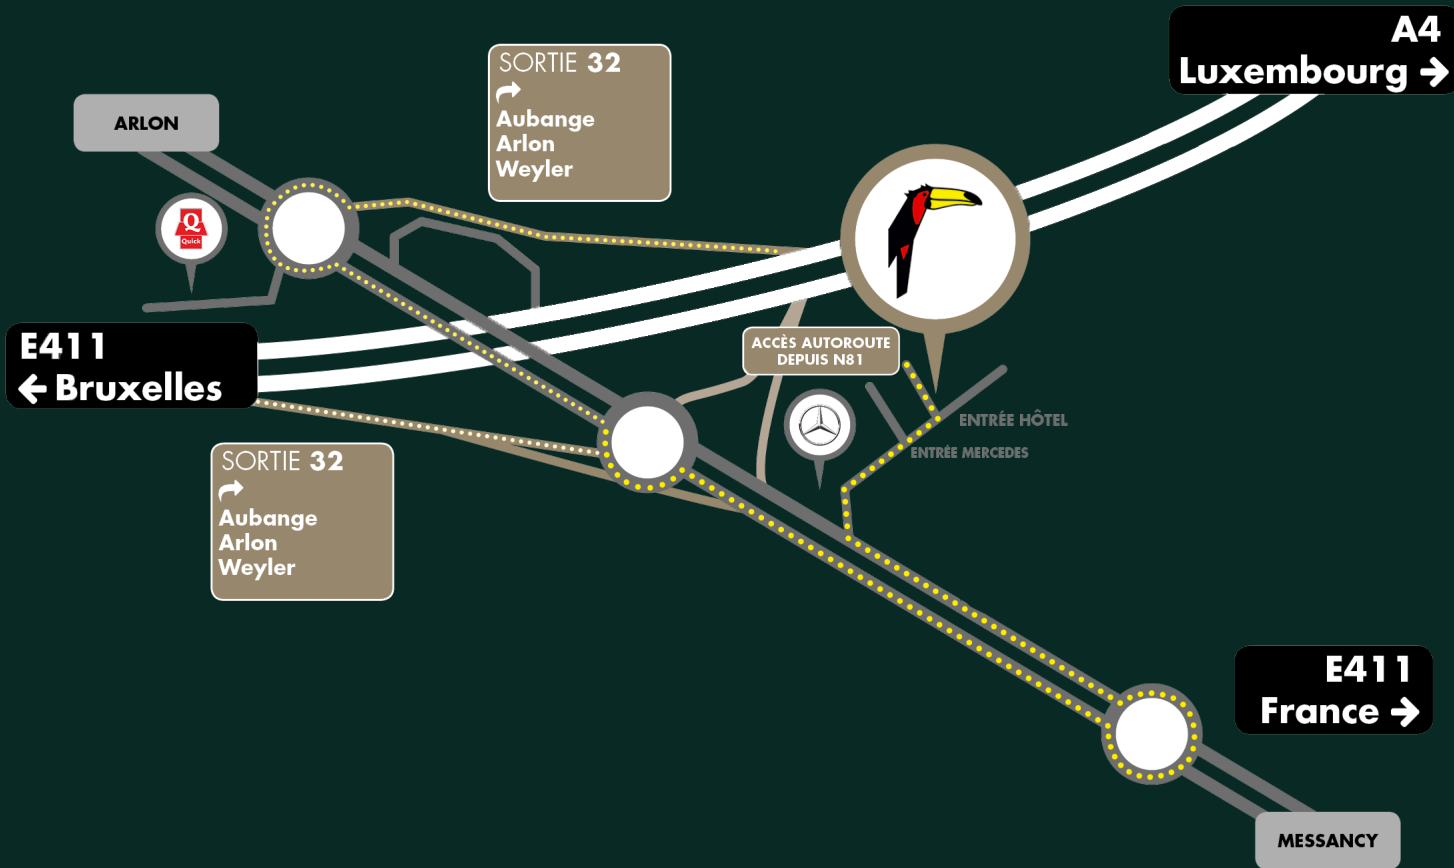 A4
Luxembourg →
SORTIE 32
Aubange
Arlon
Weyler
ARLON
Q
Quick
E411
← Bruxelles
ACCÈS AUTOROUTE
DEPUIS N81
ENTRÉE HÔTEL
ENTRÉE MERCEDES
SORTIE 32
Aubange
Arlon
Weyler
E411
France →
MESSANCY